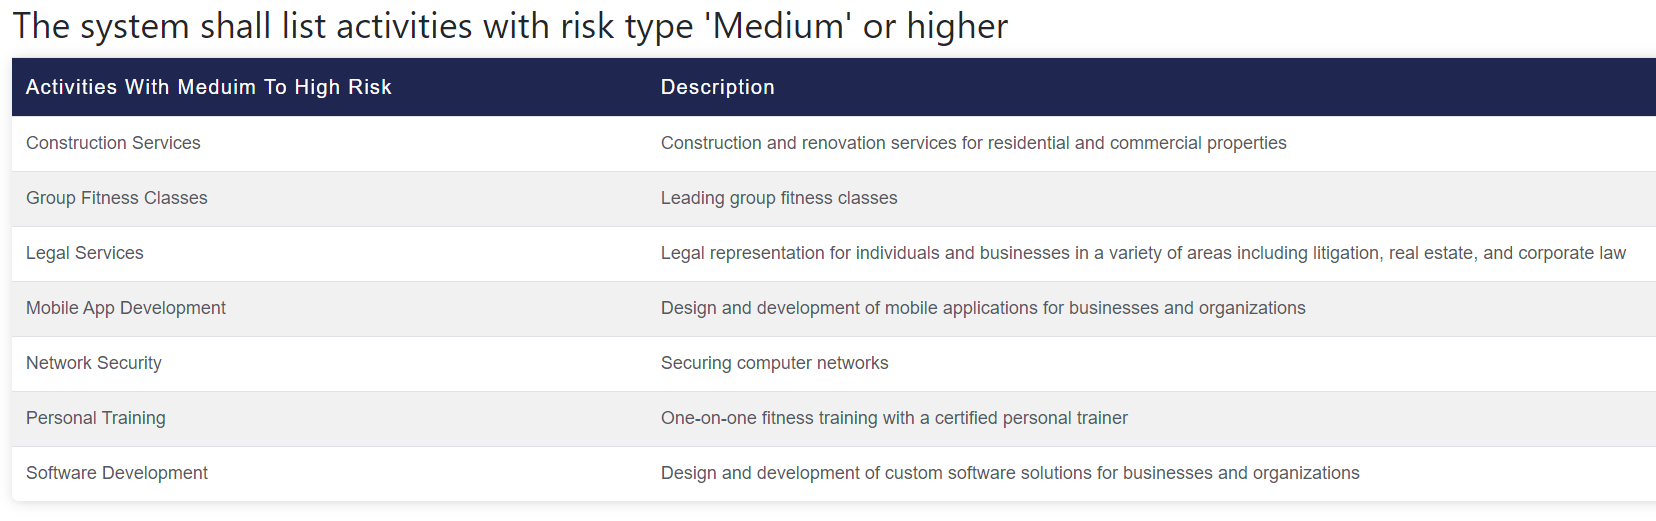 The system shall list activities with risk type 'Medium' or higher
Activities With Meduim To High Risk Description
Construction Services Construction and renovation services for residential and commercial properties
Group Fitness Classes Leading group fitness classes
Legal Services Legal representation for individuals and businesses in a variety of areas including litigation, real estate, and corporate law
Mobile App Development Design and development of mobile applications for businesses and organizations
Network Security Securing computer networks
Personal Training One-on-one fitness training with a certified personal trainer
Software Development Design and development of custom software solutions for businesses and organizations